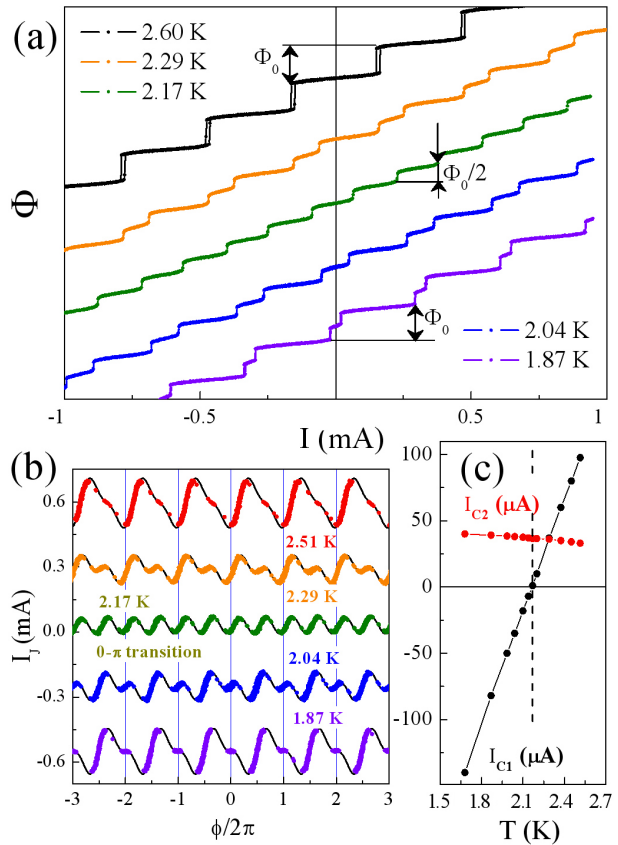 (a)
2.60 K
2.29 K
2.17 K
Φ₀
Φ₀/2
Φ₀
2.04 K
1.87 K
Φ
-1 -0.5 0 0.5 1
I (mA)
(b)
0.6
0.3
0.0
-0.3
-0.6
I_J (mA)
2.51 K
2.17 K
2.29 K
0-π transition
2.04 K
1.87 K
-3 -2 -1 0 1 2 3
ϕ/2π
(c)
100
50
0
-50
-100
I_C2 (μA)
I_C1 (μA)
1.5 1.8 2.1 2.4 2.7
T (K)